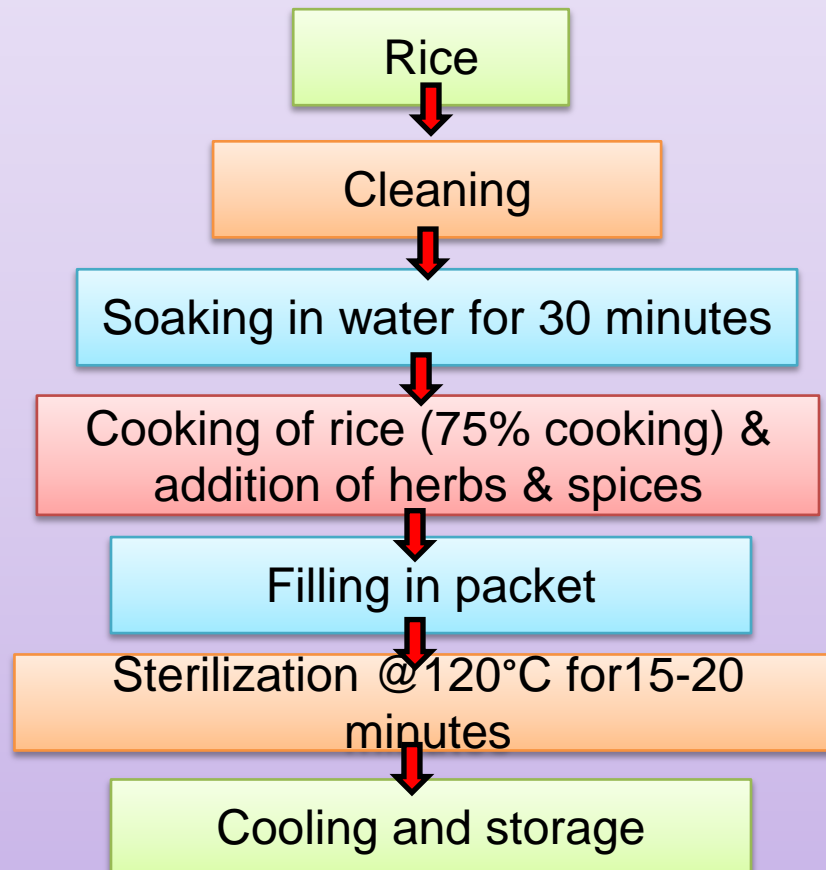 Rice
Cleaning
Soaking in water for 30 minutes
Cooking of rice (75% cooking) &
addition of herbs & spices
Filling in packet
Sterilization @120°C for15-20
minutes
Cooling and storage